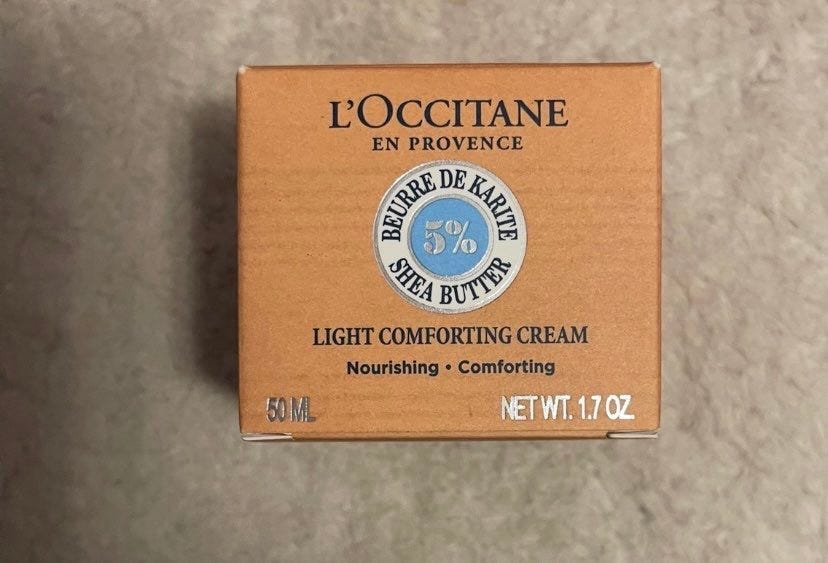 L'OCCITANE
EN PROVENCE
BEURRE DE KARITE
5%
SHEA BUTTER
LIGHT COMFORTING CREAM
Nourishing • Comforting
50 ML
NET WT. 1.7 OZ.